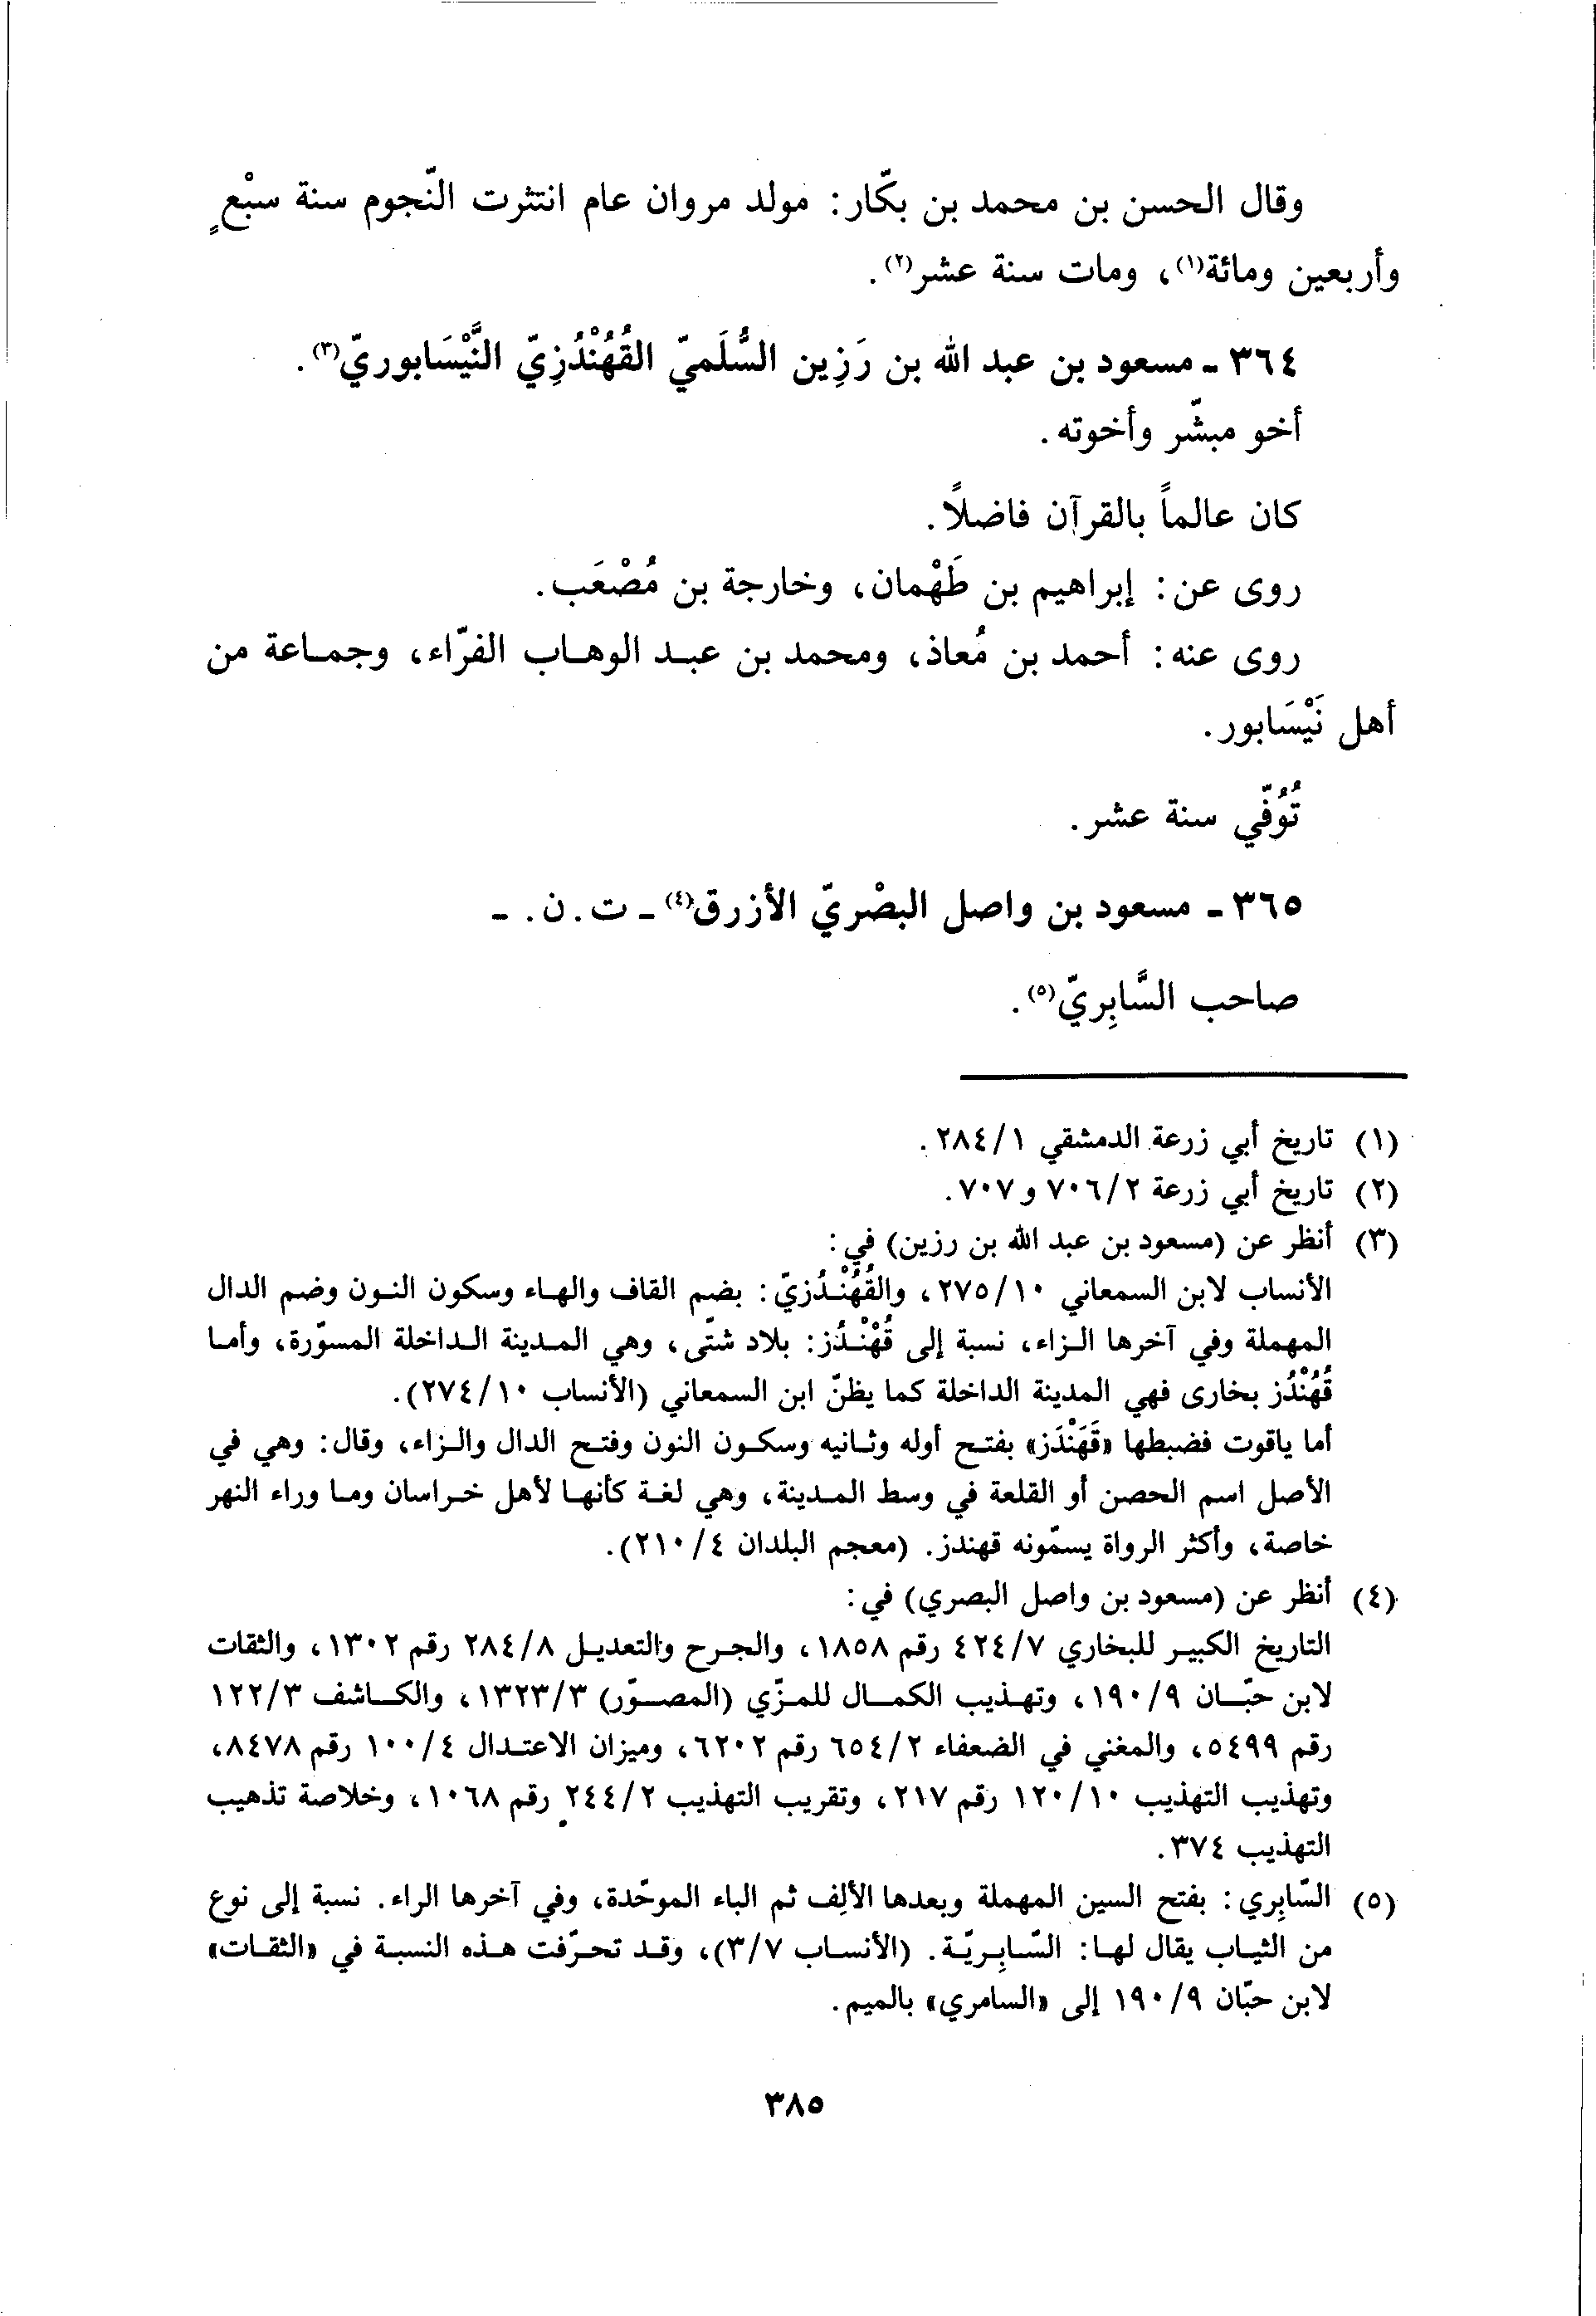 وقال الحسن بن محمد بن بكّار: مولد مروان عام انتثرت النّجوم سنة سبْعٍ
وأربعين ومائة(١)، ومات سنة عشر(٢).
٣٦٤ - مسعود بن عبد الله بن رَزِين السُّلَميّ القُهُنْدُزِيّ النَّيْسَابوريّ(٣).
أخو مبشّر وأخوته.
كان عالماً بالقرآن فاضلاً.
روى عن: إبراهيم بن طَهْمان، وخارجة بن مُصْعَب.
روى عنه: أحمد بن مُعاذ، ومحمد بن عبد الوهاب الفرّاء، وجماعة من
أهل نَيْسَابور.
تُوُفّي سنة عشر.
٣٦٥ - مسعود بن واصل البصْريّ الأزرق(٤) - ت. ن. -
صاحب السَّابِريّ(٥).
(١) تاريخ أبي زرعة الدمشقي ١/ ٢٨٤.
(٢) تاريخ أبي زرعة ٢/ ٧٠٦ و٧٠٧.
(٣) أنظر عن (مسعود بن عبد الله بن رزين) في:
الأنساب لابن السمعاني ١٠/ ٢٧٥، والقُهُنْدُزيّ: بضم القاف والهاء وسكون النون وضم الدال
المهملة وفي آخرها الزاء، نسبة إلى قُهْنْدُز: بلاد شتّى، وهي المدينة الداخلة المسوّرة، وأما
قُهُنْدُز بخارى فهي المدينة الداخلة كما يظنّ ابن السمعاني (الأنساب ١٠/ ٢٧٤).
أما ياقوت فضبطها «قَهَنْدَز» بفتح أوله وثانيه وسكون النون وفتح الدال والزاء، وقال: وهي في
الأصل اسم الحصن أو القلعة في وسط المدينة، وهي لغة كأنها لأهل خراسان وما وراء النهر
خاصة، وأكثر الرواة يسمّونه قهندز. (معجم البلدان ٤/ ٢١٠).
(٤) أنظر عن (مسعود بن واصل البصري) في:
التاريخ الكبير للبخاري ٧/ ٤٢٤ رقم ١٨٥٨، والجرح والتعديل ٨/ ٢٨٤ رقم ١٣٠٢، والثقات
لابن حبّان ٩/ ١٩٠، وتهذيب الكمال للمزّي (المصوّر) ٣/ ١٣٢٣، والكاشف ٣/ ١٢٢
رقم ٥٤٩٩، والمغني في الضعفاء ٢/ ٦٥٤ رقم ٦٢٠٢، وميزان الاعتدال ٤/ ١٠٠ رقم ٨٤٧٨،
وتهذيب التهذيب ١٠/ ١٢٠ رقم ٢١٧، وتقريب التهذيب ٢/ ٢٤٤ رقم ١٠٦٨، وخلاصة تذهيب
التهذيب ٣٧٤.
(٥) السّابِري: بفتح السين المهملة وبعدها الألِف ثم الباء الموحّدة، وفي آخرها الراء. نسبة إلى نوع
من الثياب يقال لها: السّابِريّة. (الأنساب ٧/ ٣)، وقد تحرّفت هذه النسبة في «الثقات»
لابن حبّان ٩/ ١٩٠ إلى «السامري» بالميم.
٣٨٥